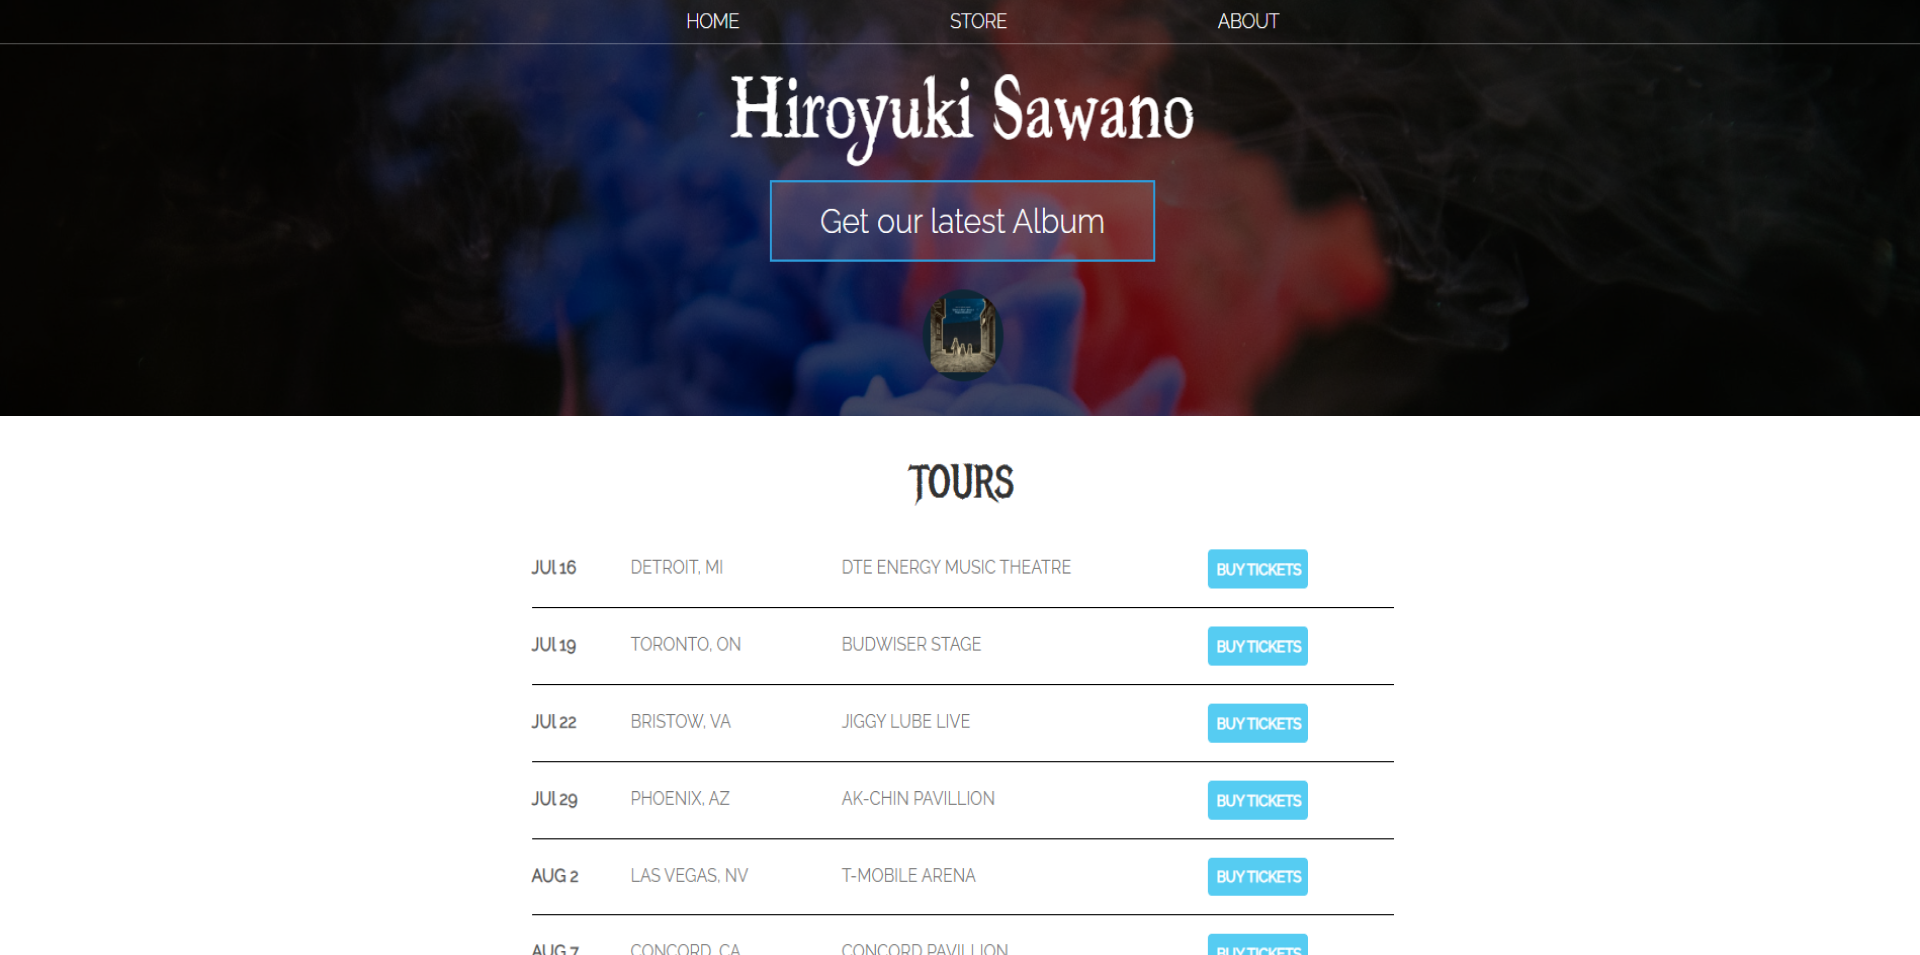 HOME STORE ABOUT
Hiroyuki Sawano
Get our latest Album
TOURS
JUl 16 DETROIT, MI DTE ENERGY MUSIC THEATRE BUY TICKETS
JUl 19 TORONTO, ON BUDWISER STAGE BUY TICKETS
JUl 22 BRISTOW, VA JIGGY LUBE LIVE BUY TICKETS
JUl 29 PHOENIX, AZ AK-CHIN PAVILLION BUY TICKETS
AUG 2 LAS VEGAS, NV T-MOBILE ARENA BUY TICKETS
AUG 7 CONCORD, CA CONCORD PAVILLION BUY TICKETS